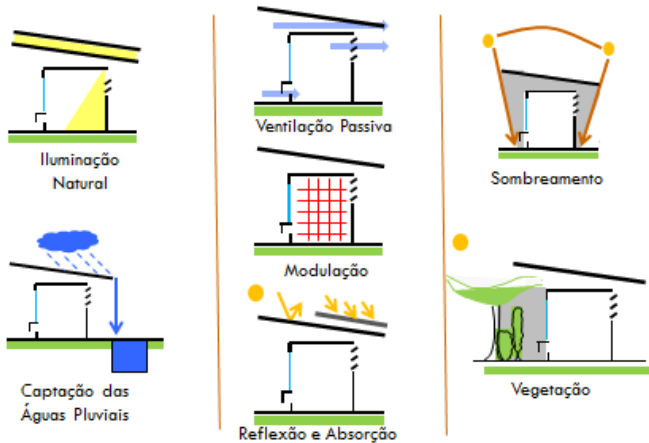 Iluminação
Natural
Captação das
Águas Pluviais
Ventilação Passiva
Modulação
Reflexão e Absorção
Sombreamento
Vegetação